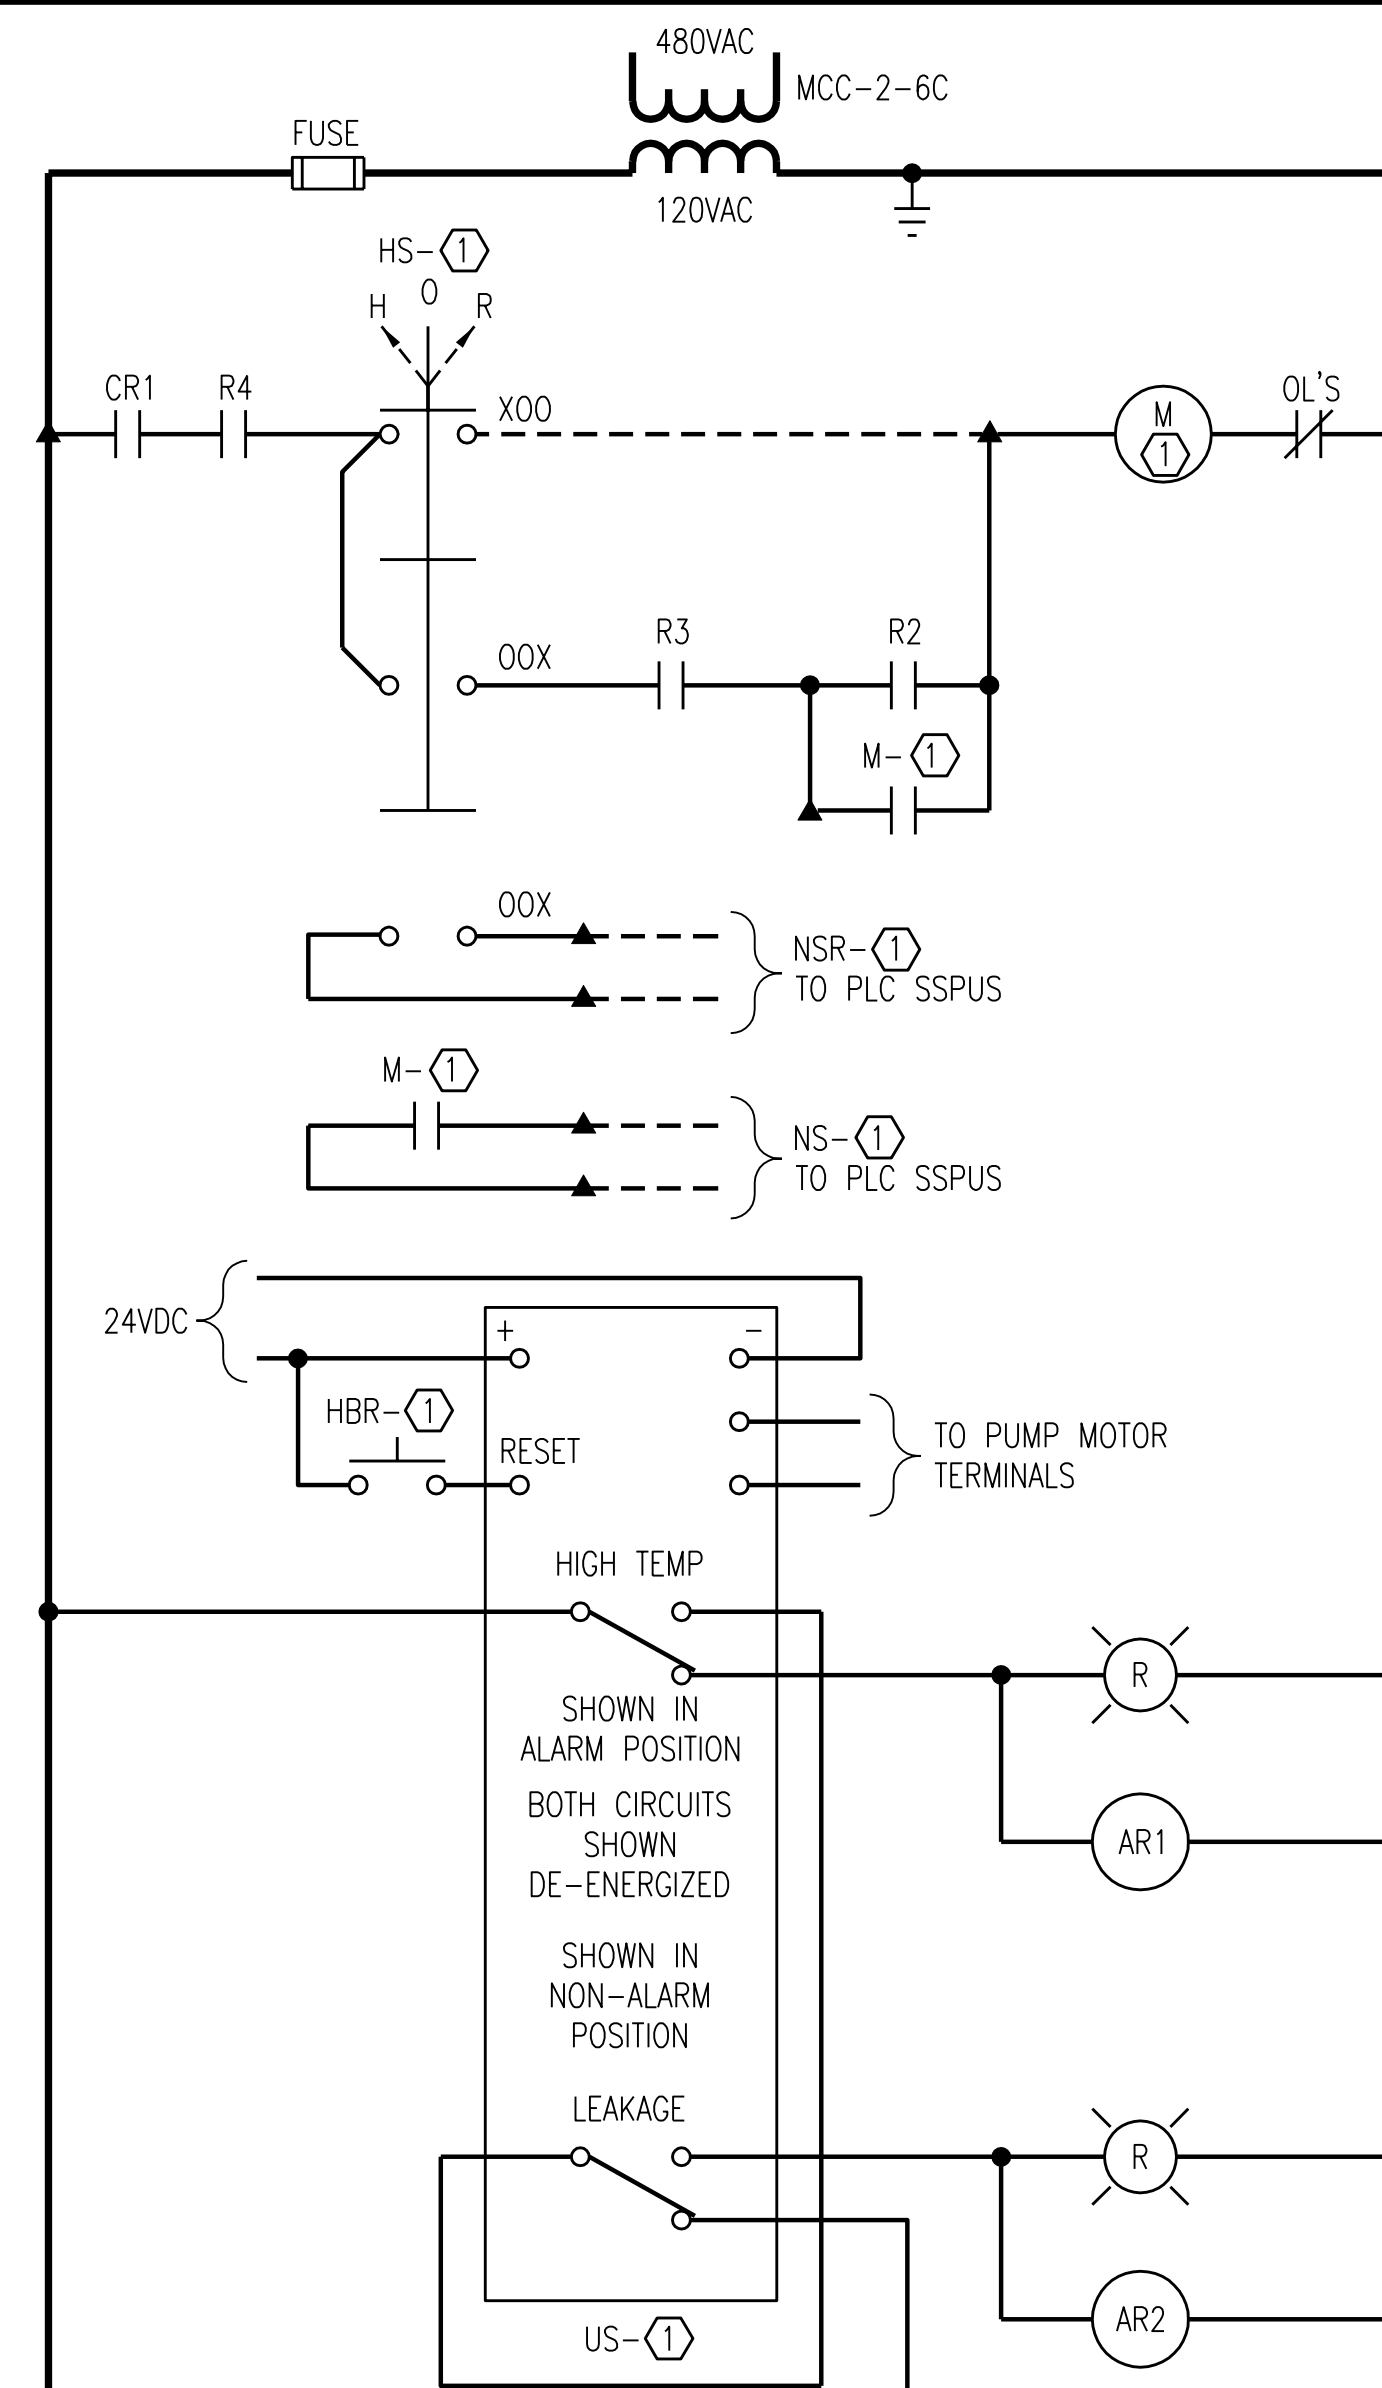 480VAC
MCC-2-6C
FUSE
120VAC
HS-1
H O R
CR1 R4 XOO M 1 OL'S
OOX R3 R2
M-1
OOX
NSR-1
TO PLC SSPUS
M-1
NS-1
TO PLC SSPUS
24VDC
+ -
HBR-1
RESET
TO PUMP MOTOR
TERMINALS
HIGH TEMP
R
SHOWN IN
ALARM POSITION
BOTH CIRCUITS
SHOWN
DE-ENERGIZED
AR1
SHOWN IN
NON-ALARM
POSITION
LEAKAGE
R
AR2
US-1